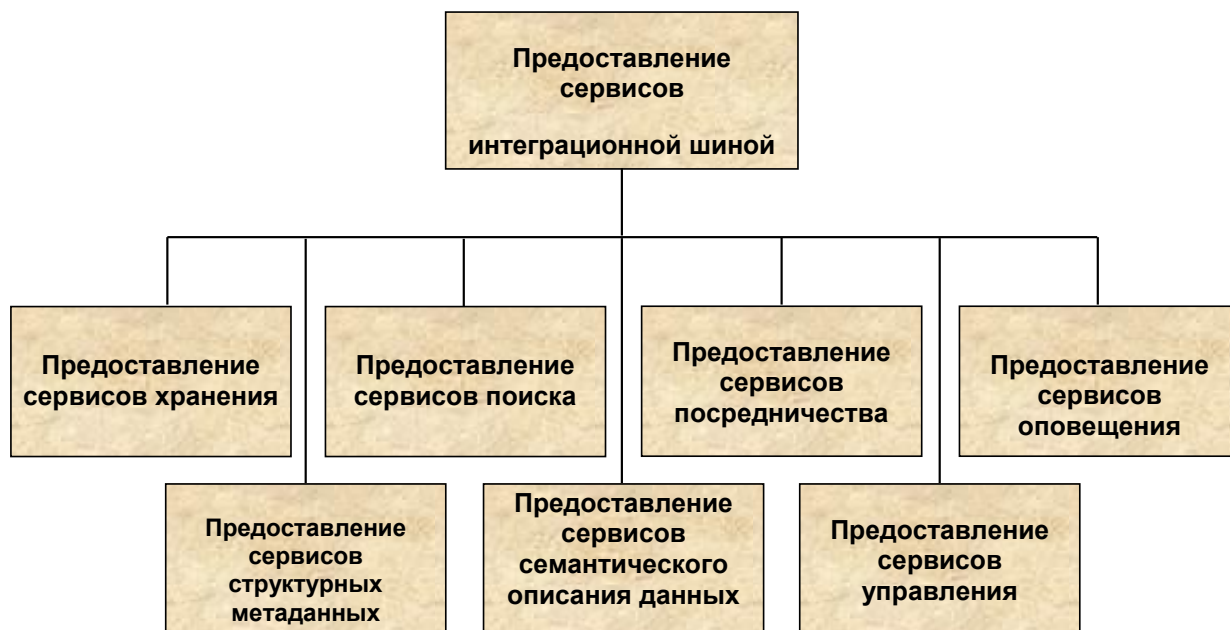 Предоставление
сервисов
интеграционной шиной
Предоставление
сервисов хранения
Предоставление
сервисов поиска
Предоставление
сервисов
посредничества
Предоставление
сервисов
оповещения
Предоставление
сервисов
структурных
метаданных
Предоставление
сервисов
семантического
описания данных
Предоставление
сервисов
управления